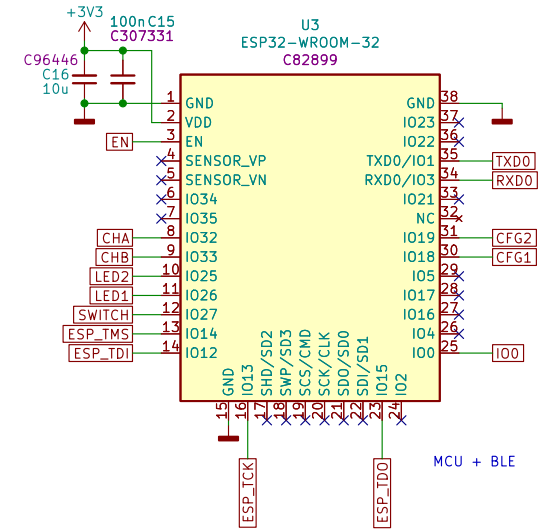 +3V3
100n C15
C307331
C96446
C16
10u
U3
ESP32-WROOM-32
C82899
1 GND
2 VDD
EN 3 EN
4 SENSOR_VP
5 SENSOR_VN
6 IO34
7 IO35
CHA 8 IO32
CHB 9 IO33
LED2 10 IO25
LED1 11 IO26
SWITCH 12 IO27
ESP_TMS 13 IO14
ESP_TDI 14 IO12
GND 38
IO23 37
IO22 36
TXD0/IO1 35 TXD0
RXD0/IO3 34 RXD0
IO21 33
NC 32
IO19 31 CFG2
IO18 30 CFG1
IO5 29
IO17 28
IO16 27
IO4 26
IO0 25 IO0
GND 15
IO13 16 ESP_TCK
SHD/SD2 17
SWP/SD3 18
SCS/CMD 19
SCK/CLK 20
SDO/SD0 21
SDI/SD1 22
IO15 23 ESP_TDO
IO2 24
MCU + BLE